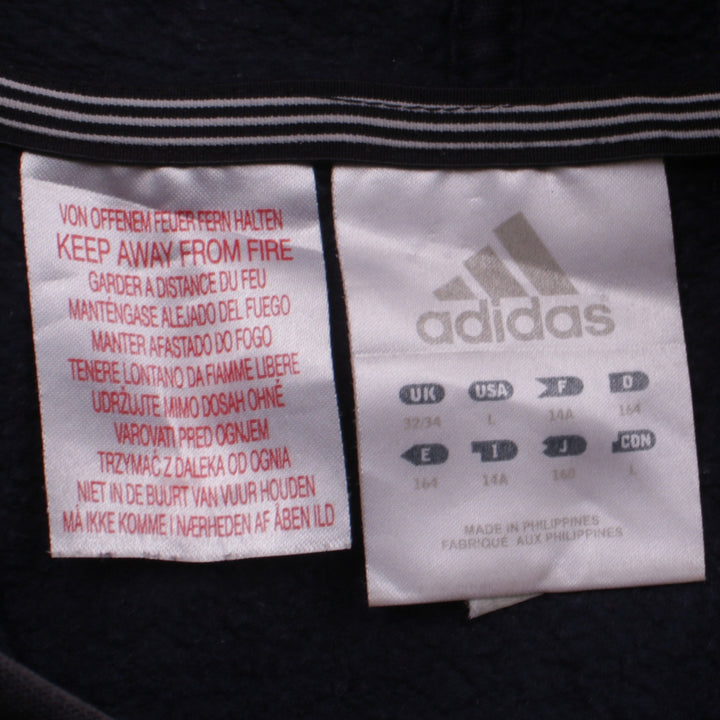 VON OFFENEM FEUER FERN HALTEN
KEEP AWAY FROM FIRE
GARDER A DISTANCE DU FEU
MANTÉNGASE ALEJADO DEL FUEGO
MANTER AFASTADO DO FOGO
TENERE LONTANO DA FIAMME LIBERE
UDRŽUJTE MIMO DOSAH OHNĚ
VAROVATI PRED OGNJEM
TRZYMAĆ Z DALEKA OD OGNIA
NIET IN DE BUURT VAN VUUR HOUDEN
MÅ IKKE KOMME I NÆRHEDEN AF ÅBEN ILD
adidas
UK USA F D
32/34 L 14A 164
E I J CDN
164 14A 160 L
MADE IN PHILIPPINES
FABRIQUE AUX PHILIPPINES